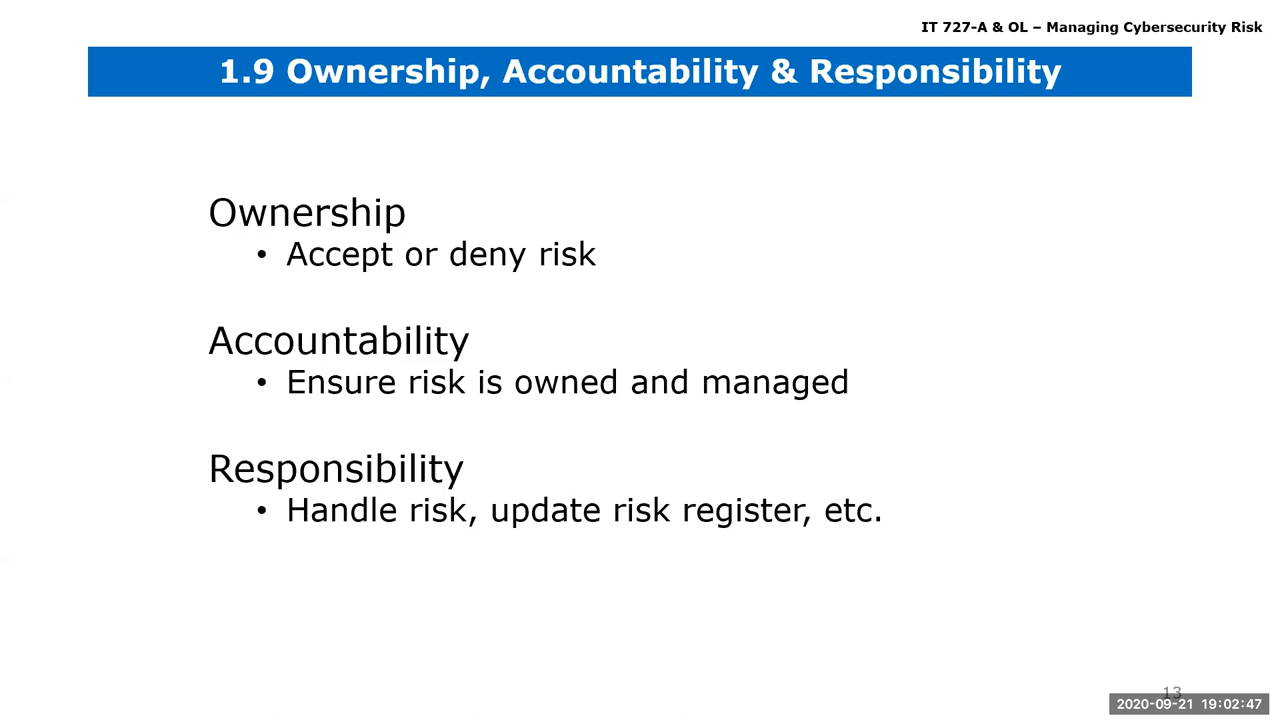 IT 727-A & OL – Managing Cybersecurity Risk
1.9 Ownership, Accountability & Responsibility
Ownership
• Accept or deny risk
Accountability
• Ensure risk is owned and managed
Responsibility
• Handle risk, update risk register, etc.
13
2020-09-21 19:02:47